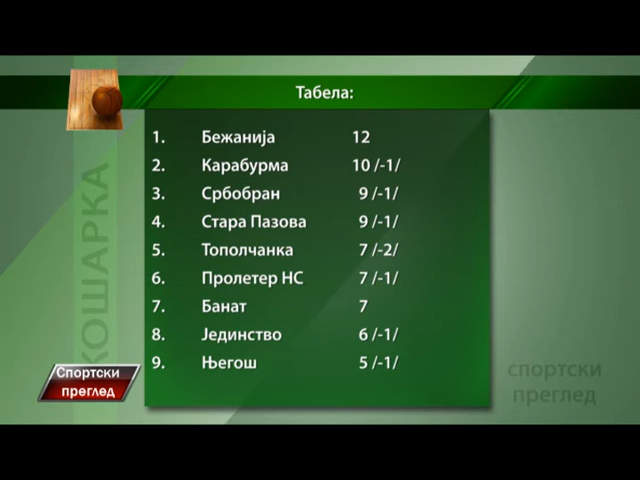 Табела:
1. Бежанија 12
2. Карабурма 10 /-1/
3. Србобран 9 /-1/
4. Стара Пазова 9 /-1/
5. Тополчанка 7 /-2/
6. Пролетер НС 7 /-1/
7. Банат 7
8. Јединство 6 /-1/
9. Његош 5 /-1/
КОШАРКА
Спортски
преглед
спортски
преглед